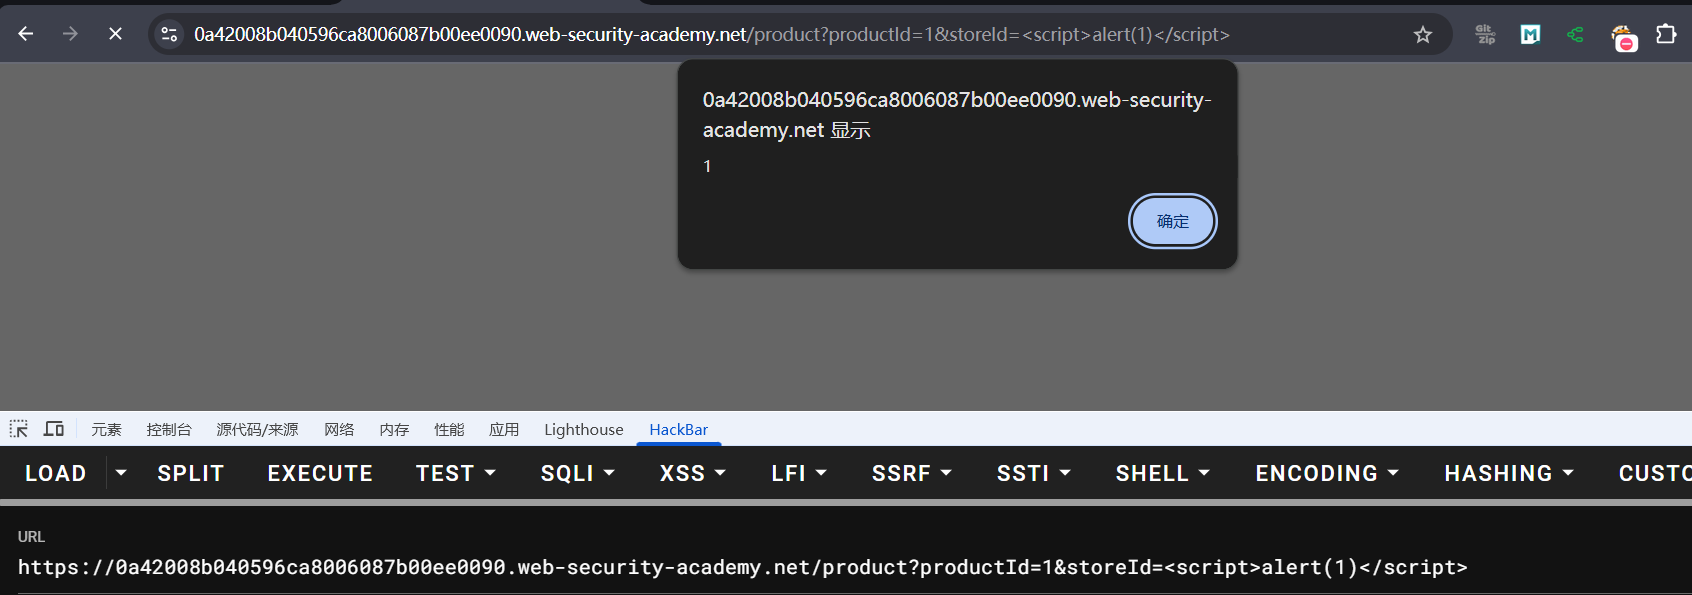 0a42008b040596ca8006087b00ee0090.web-security-academy.net/product?productId=1&storeId=<script>alert(1)</script>
Git
Zip
M
0a42008b040596ca8006087b00ee0090.web-security-
academy.net 显示
1
确定
元素 控制台 源代码/来源 网络 内存 性能 应用 Lighthouse HackBar
LOAD SPLIT EXECUTE TEST SQLI XSS LFI SSRF SSTI SHELL ENCODING HASHING CUSTO
URL
https://0a42008b040596ca8006087b00ee0090.web-security-academy.net/product?productId=1&storeId=<script>alert(1)</script>